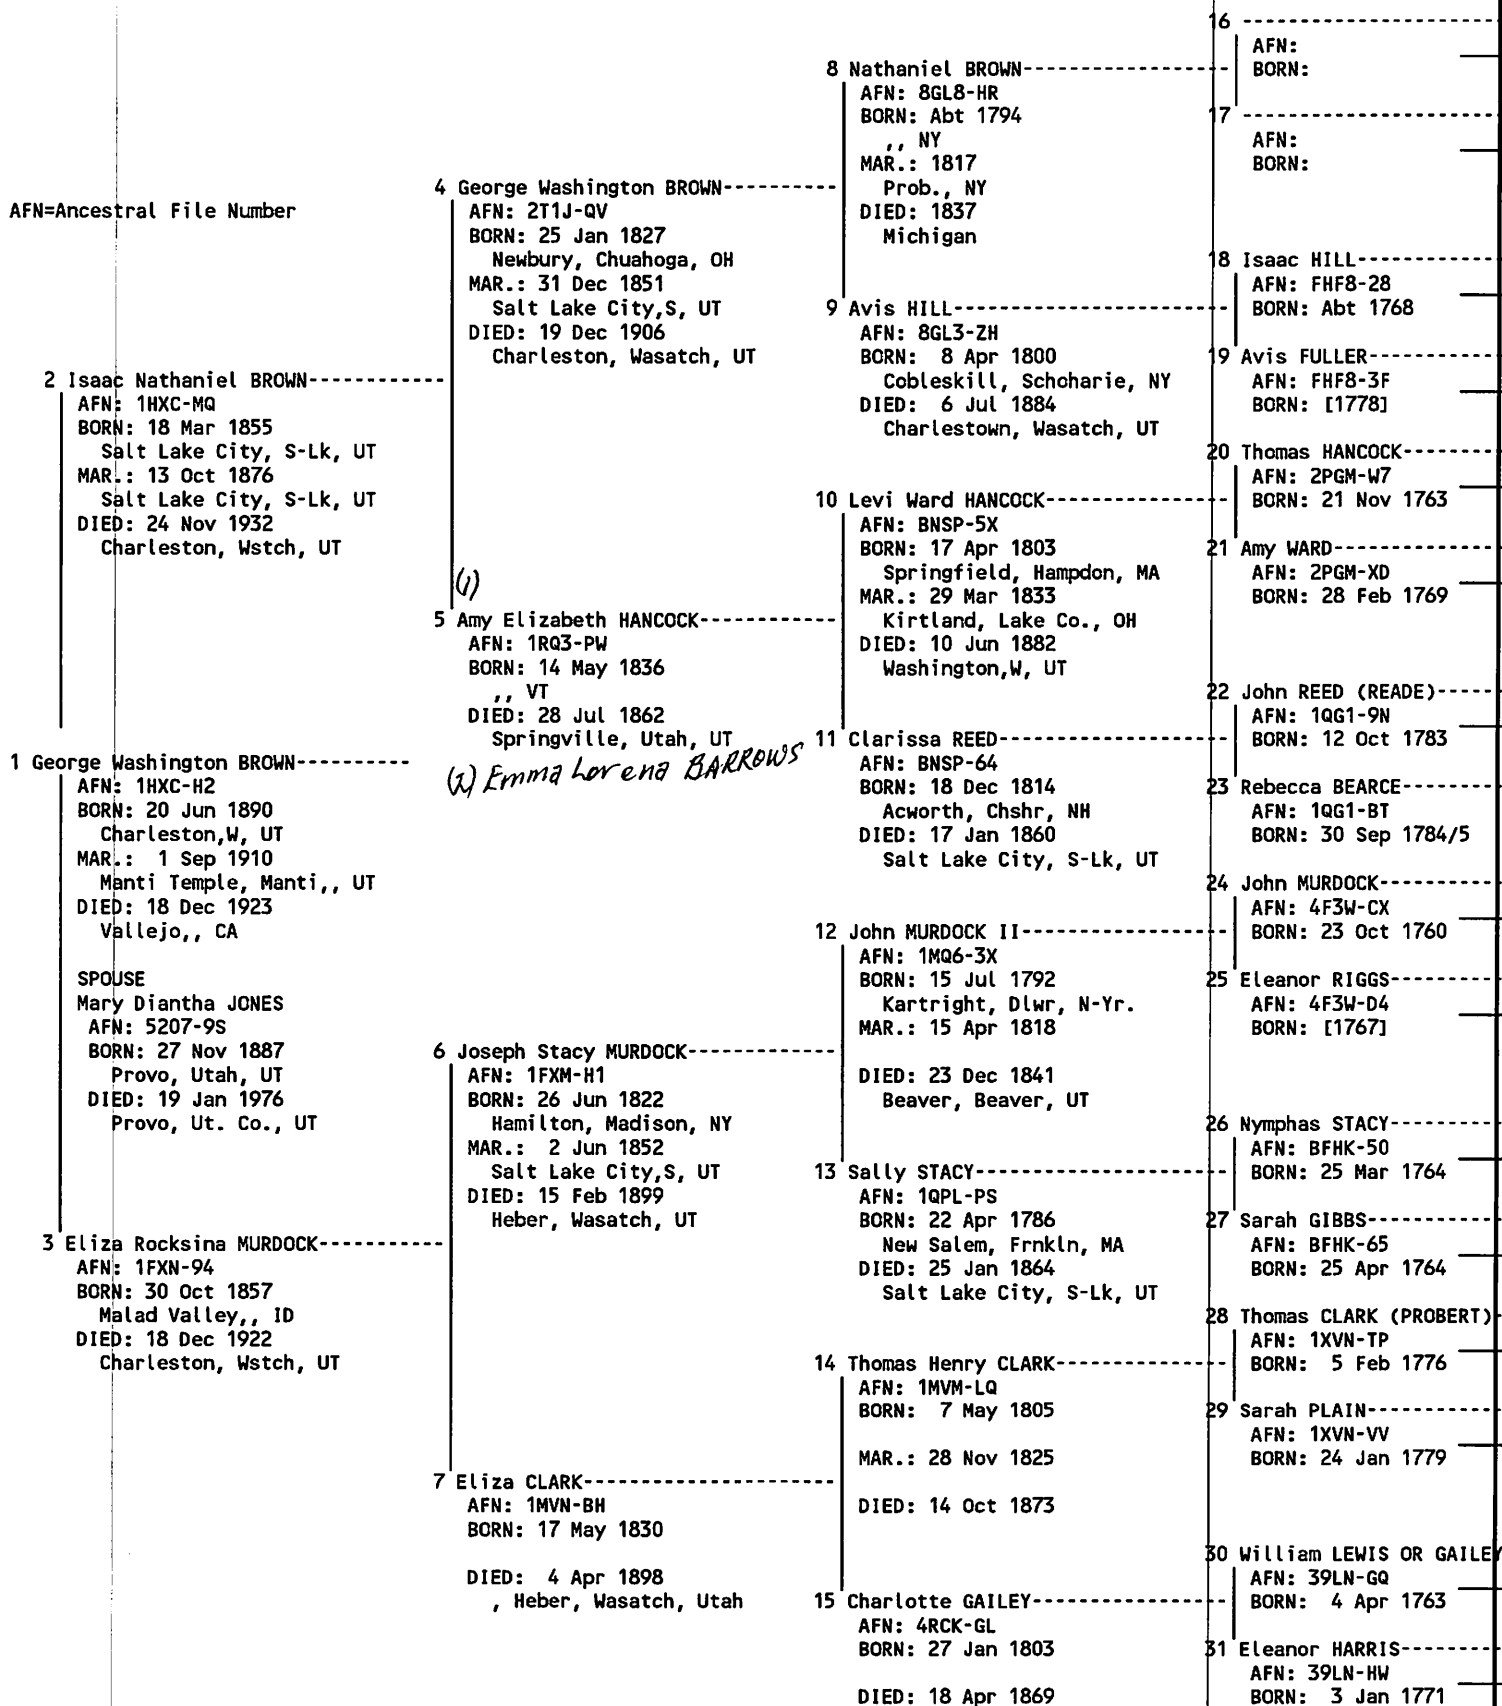 AFN=Ancestral File Number
1 George Washington BROWN
AFN: 1HXC-H2
BORN: 20 Jun 1890
Charleston,W, UT
MAR.: 1 Sep 1910
Manti Temple, Manti,, UT
DIED: 18 Dec 1923
Vallejo,, CA
SPOUSE
Mary Diantha JONES
AFN: 5207-9S
BORN: 27 Nov 1887
Provo, Utah, UT
DIED: 19 Jan 1976
Provo, Ut. Co., UT
2 Isaac Nathaniel BROWN
AFN: 1HXC-MQ
BORN: 18 Mar 1855
Salt Lake City, S-Lk, UT
MAR.: 13 Oct 1876
Salt Lake City, S-Lk, UT
DIED: 24 Nov 1932
Charleston, Wstch, UT
3 Eliza Rocksina MURDOCK
AFN: 1FXN-94
BORN: 30 Oct 1857
Malad Valley,, ID
DIED: 18 Dec 1922
Charleston, Wstch, UT
4 George Washington BROWN
AFN: 2T1J-QV
BORN: 25 Jan 1827
Newbury, Chuahoga, OH
MAR.: 31 Dec 1851
Salt Lake City,S, UT
DIED: 19 Dec 1906
Charleston, Wasatch, UT
(1)
5 Amy Elizabeth HANCOCK
AFN: 1RQ3-PW
BORN: 14 May 1836
,, VT
DIED: 28 Jul 1862
Springville, Utah, UT
(2) Emma Lorena BARROWS
6 Joseph Stacy MURDOCK
AFN: 1FXM-H1
BORN: 26 Jun 1822
Hamilton, Madison, NY
MAR.: 2 Jun 1852
Salt Lake City,S, UT
DIED: 15 Feb 1899
Heber, Wasatch, UT
7 Eliza CLARK
AFN: 1MVN-BH
BORN: 17 May 1830
DIED: 4 Apr 1898
, Heber, Wasatch, Utah
8 Nathaniel BROWN
AFN: 8GL8-HR
BORN: Abt 1794
,, NY
MAR.: 1817
Prob., NY
DIED: 1837
Michigan
9 Avis HILL
AFN: 8GL3-ZH
BORN: 8 Apr 1800
Cobleskill, Schoharie, NY
DIED: 6 Jul 1884
Charlestown, Wasatch, UT
10 Levi Ward HANCOCK
AFN: BNSP-5X
BORN: 17 Apr 1803
Springfield, Hampdon, MA
MAR.: 29 Mar 1833
Kirtland, Lake Co., OH
DIED: 10 Jun 1882
Washington,W, UT
11 Clarissa REED
AFN: BNSP-64
BORN: 18 Dec 1814
Acworth, Chshr, NH
DIED: 17 Jan 1860
Salt Lake City, S-Lk, UT
12 John MURDOCK II
AFN: 1MQ6-3X
BORN: 15 Jul 1792
Kartright, Dlwr, N-Yr.
MAR.: 15 Apr 1818
DIED: 23 Dec 1841
Beaver, Beaver, UT
13 Sally STACY
AFN: 1QPL-PS
BORN: 22 Apr 1786
New Salem, Frnkln, MA
DIED: 25 Jan 1864
Salt Lake City, S-Lk, UT
14 Thomas Henry CLARK
AFN: 1MVM-LQ
BORN: 7 May 1805
MAR.: 28 Nov 1825
DIED: 14 Oct 1873
15 Charlotte GAILEY
AFN: 4RCK-GL
BORN: 27 Jan 1803
DIED: 18 Apr 1869
16
AFN:
BORN:
17
AFN:
BORN:
18 Isaac HILL
AFN: FHF8-28
BORN: Abt 1768
19 Avis FULLER
AFN: FHF8-3F
BORN: [1778]
20 Thomas HANCOCK
AFN: 2PGM-W7
BORN: 21 Nov 1763
21 Amy WARD
AFN: 2PGM-XD
BORN: 28 Feb 1769
22 John REED (READE)
AFN: 1QG1-9N
BORN: 12 Oct 1783
23 Rebecca BEARCE
AFN: 1QG1-BT
BORN: 30 Sep 1784/5
24 John MURDOCK
AFN: 4F3W-CX
BORN: 23 Oct 1760
25 Eleanor RIGGS
AFN: 4F3W-D4
BORN: [1767]
26 Nymphas STACY
AFN: BFHK-50
BORN: 25 Mar 1764
27 Sarah GIBBS
AFN: BFHK-65
BORN: 25 Apr 1764
28 Thomas CLARK (PROBERT)
AFN: 1XVN-TP
BORN: 5 Feb 1776
29 Sarah PLAIN
AFN: 1XVN-VV
BORN: 24 Jan 1779
30 William LEWIS OR GAILEY
AFN: 39LN-GQ
BORN: 4 Apr 1763
31 Eleanor HARRIS
AFN: 39LN-HW
BORN: 3 Jan 1771